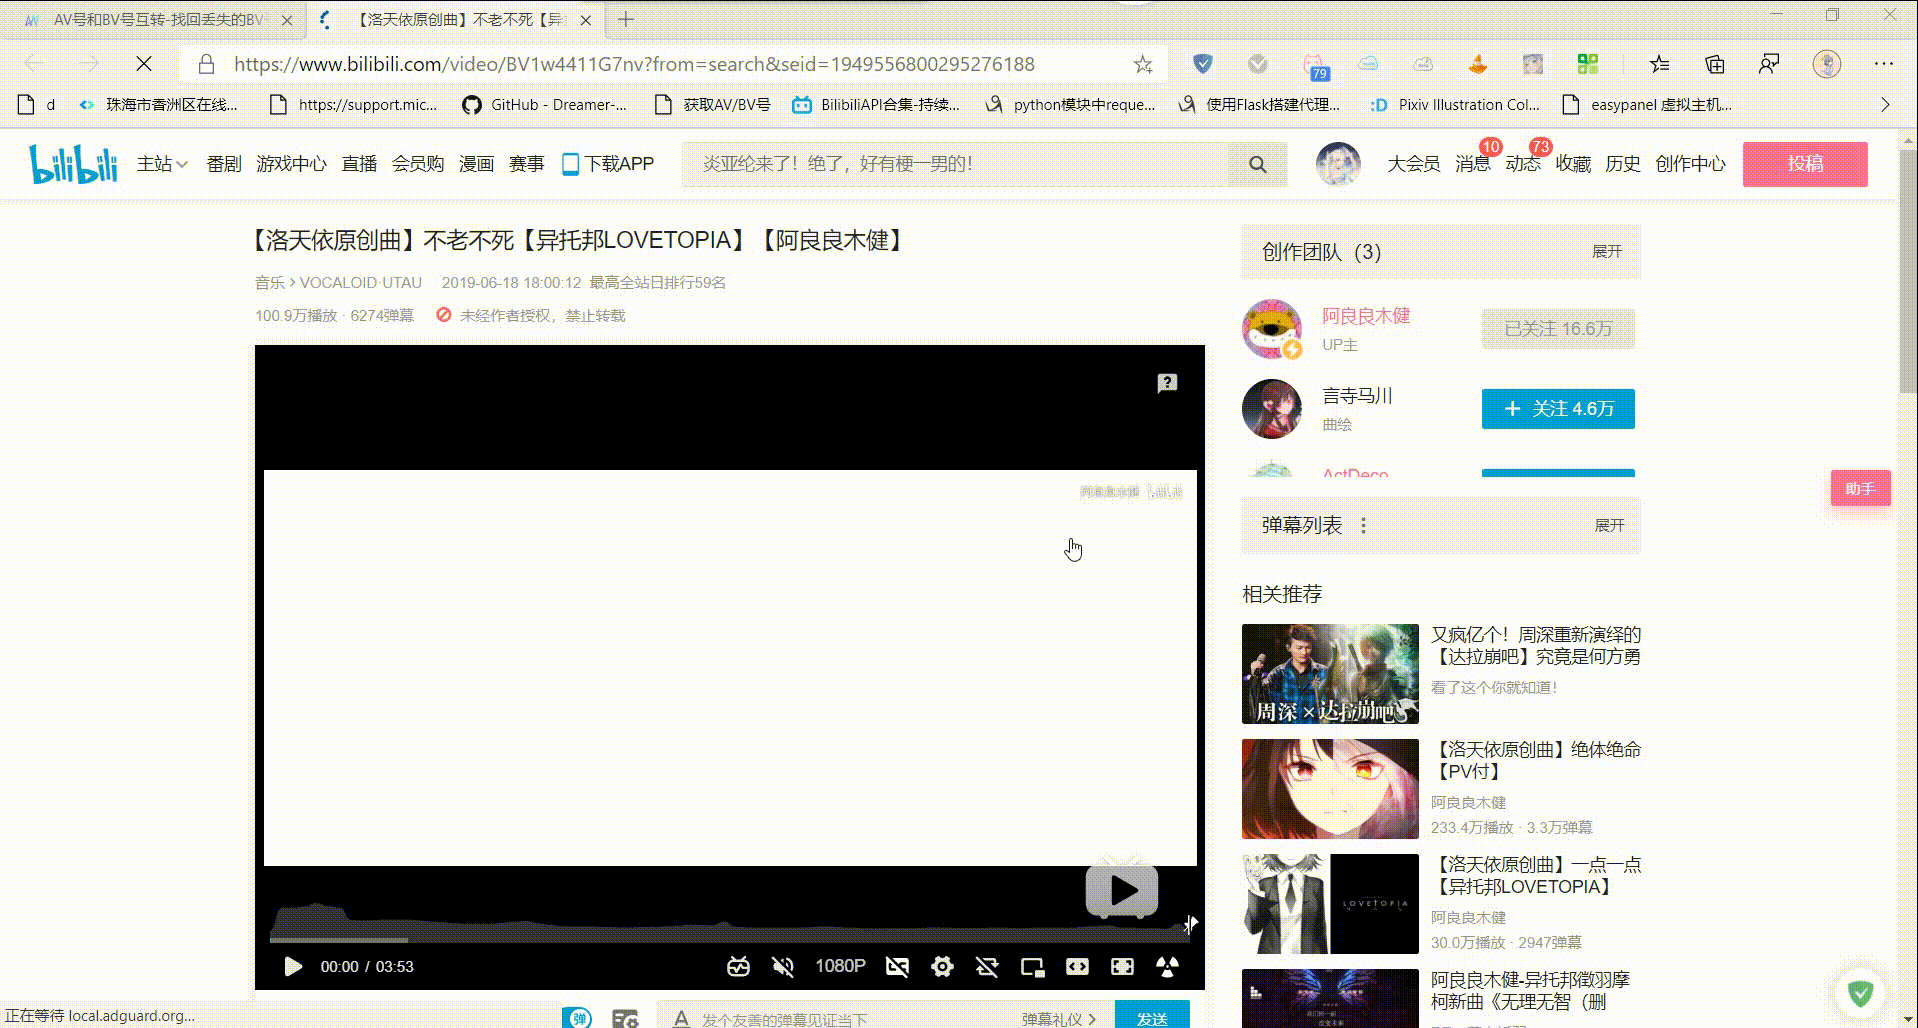 AV号和BV号互转-找回丢失的BV号
【洛天依原创曲】不老不死【异
https://www.bilibili.com/video/BV1w4411G7nv?from=search&seid=1949556800295276188
79
d
珠海市香洲区在线...
https://support.mic...
GitHub - Dreamer-...
获取AV/BV号
BilibiliAPI合集-持续...
python模块中reque...
使用Flask搭建代理...
Pixiv Illustration Col...
easypanel 虚拟主机...
bilibili
主站
番剧
游戏中心
直播
会员购
漫画
赛事
下载APP
炎亚纶来了！绝了，好有梗一男的！
大会员
消息
10
动态
73
收藏
历史
创作中心
投稿
【洛天依原创曲】不老不死【异托邦LOVETOPIA】【阿良良木健】
音乐 > VOCALOID·UTAU 2019-06-18 18:00:12 最高全站日排行59名
100.9万播放 · 6274弹幕 未经作者授权，禁止转载
阿良良木健 bilibili
00:00 / 03:53
1080P
弹
发个友善的弹幕见证当下
弹幕礼仪 >
发送
正在等待 local.adguard.org...
创作团队（3）
展开
阿良良木健
UP主
已关注 16.6万
言寺马川
曲绘
+ 关注 4.6万
ActDeco
弹幕列表
展开
助手
相关推荐
周深×达拉崩吧
又疯亿个！周深重新演绎的
【达拉崩吧】究竟是何方勇
看了这个你就知道！
【洛天依原创曲】绝体绝命
【PV付】
阿良良木健
233.4万播放 · 3.3万弹幕
LOVETOPIA
【洛天依原创曲】一点一点
【异托邦LOVETOPIA】
阿良良木健
30.0万播放 · 2947弹幕
阿良良木健-异托邦徵羽摩
柯新曲《无理无智（删